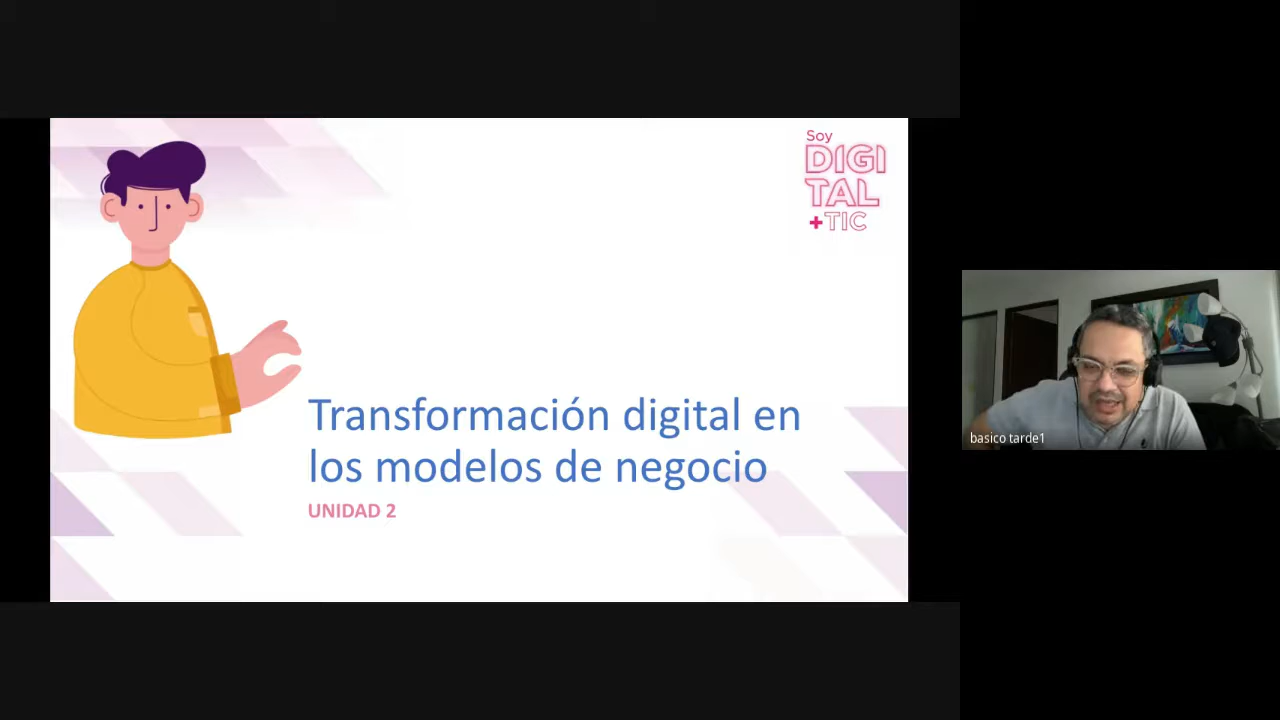 Soy
DIGI
TAL
+TIC
Transformación digital en
los modelos de negocio
UNIDAD 2
basico tarde1